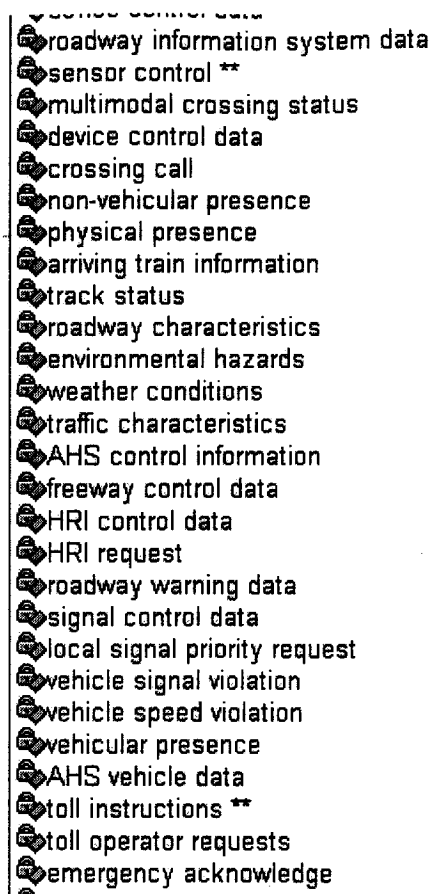 roadway information system data
sensor control **
multimodal crossing status
device control data
crossing call
non-vehicular presence
physical presence
arriving train information
track status
roadway characteristics
environmental hazards
weather conditions
traffic characteristics
AHS control information
freeway control data
HRI control data
HRI request
roadway warning data
signal control data
local signal priority request
vehicle signal violation
vehicle speed violation
vehicular presence
AHS vehicle data
toll instructions **
toll operator requests
emergency acknowledge